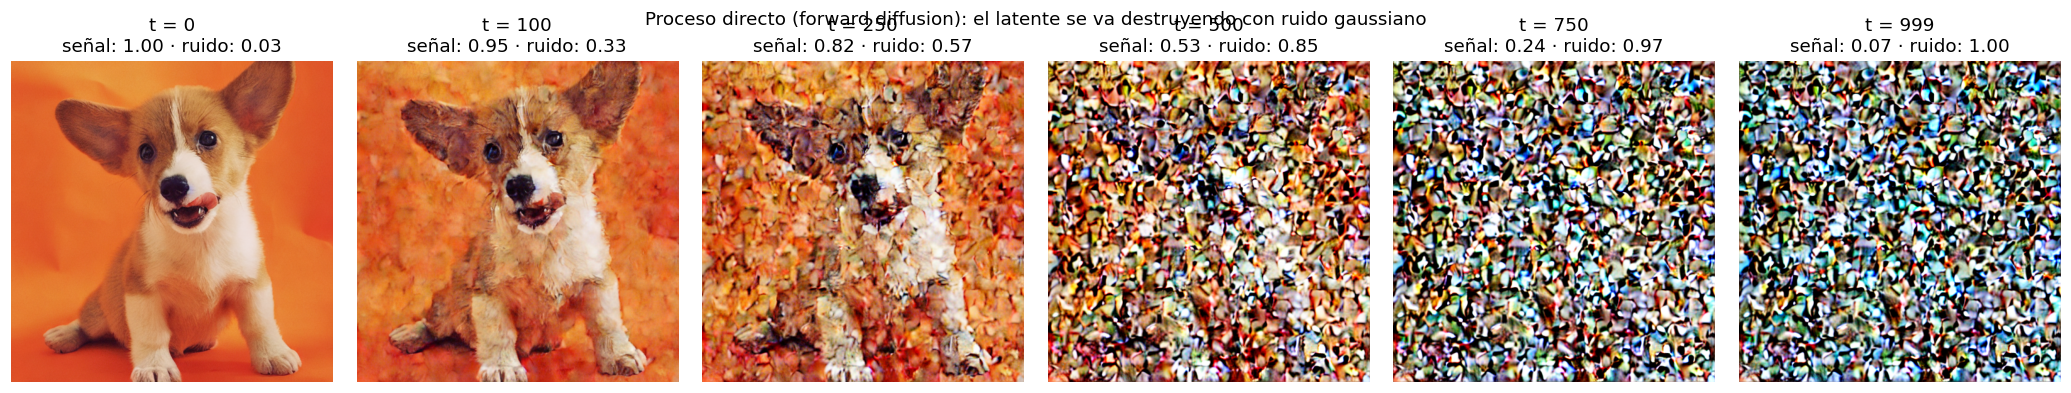 Proceso directo (forward diffusion): el latente se va destruyendo con ruido gaussiano
t = 0
señal: 1.00 · ruido: 0.03
t = 100
señal: 0.95 · ruido: 0.33
t = 250
señal: 0.82 · ruido: 0.57
t = 500
señal: 0.53 · ruido: 0.85
t = 750
señal: 0.24 · ruido: 0.97
t = 999
señal: 0.07 · ruido: 1.00